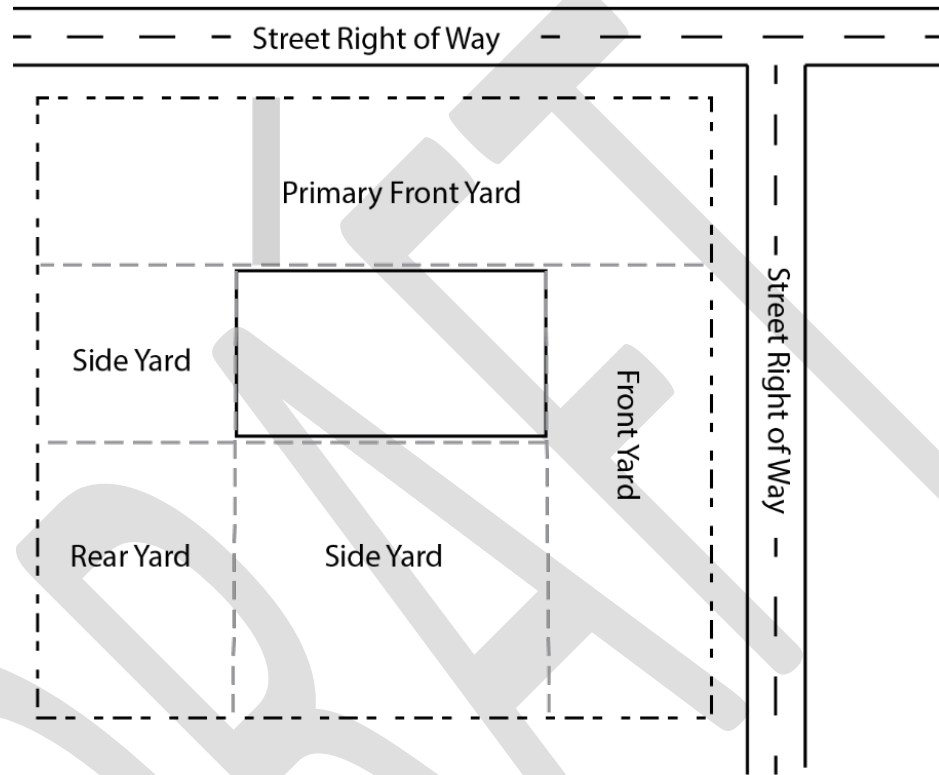 Street Right of Way
Primary Front Yard
Street Right of Way
Side Yard
Front Yard
Rear Yard
Side Yard
DRAFT